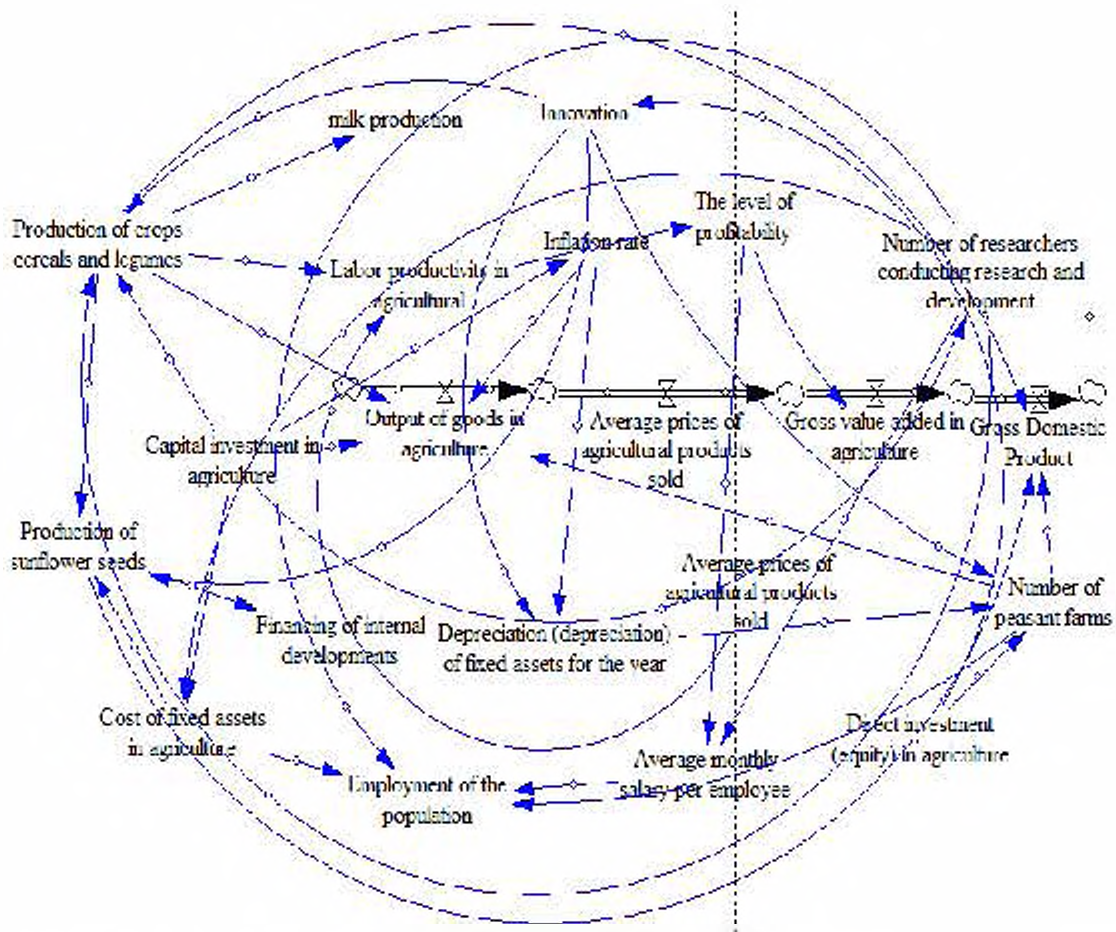 Innovation
milk production
The level of
profitability
Production of crops
cereals and legumes
Inflation rate
Number of researchers
conducting research and
development
Labor productivity in
agricultural
Output of goods in
agriculture
Average prices of
agricultural products
sold
Gross value added in
agriculture
Gross Domestic
Product
Capital investment in
agriculture
Production of
sunflower seeds
Average prices of
agricultural products
sold
Number of
peasant farms
Financing of internal
developments
Depreciation (depreciation)
of fixed assets for the year
Cost of fixed assets
in agriculture
Direct investment
(equity) in agriculture
Employment of the
population
Average monthly
salary per employee